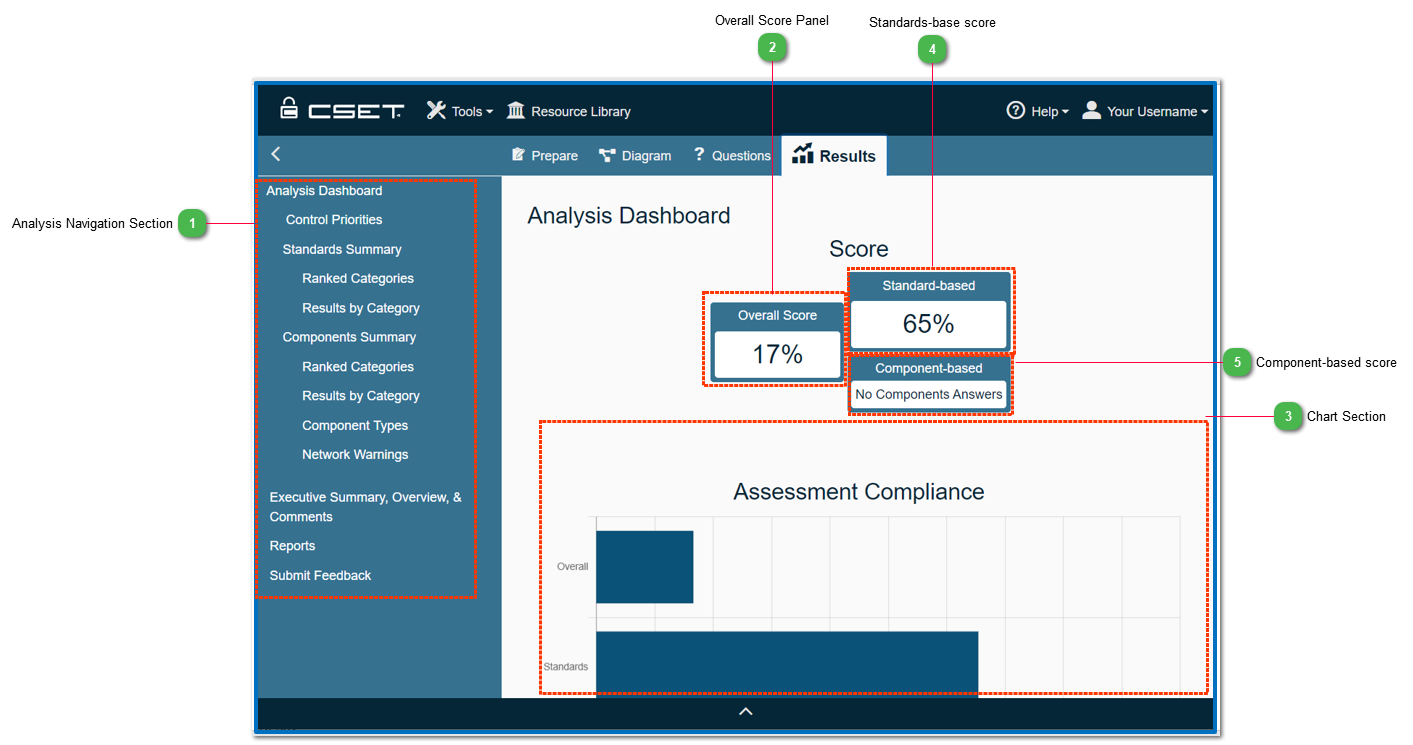 Overall Score Panel
2
Standards-base score
4
CSET
Tools
Resource Library
Help
Your Username
Prepare
Diagram
? Questions
Results
Analysis Navigation Section
1
Analysis Dashboard
Control Priorities
Standards Summary
Ranked Categories
Results by Category
Components Summary
Ranked Categories
Results by Category
Component Types
Network Warnings
Executive Summary, Overview, &
Comments
Reports
Submit Feedback
Analysis Dashboard
Score
Overall Score
17%
Standard-based
65%
Component-based
No Components Answers
5
Component-based score
3
Chart Section
Assessment Compliance
Overall
Standards